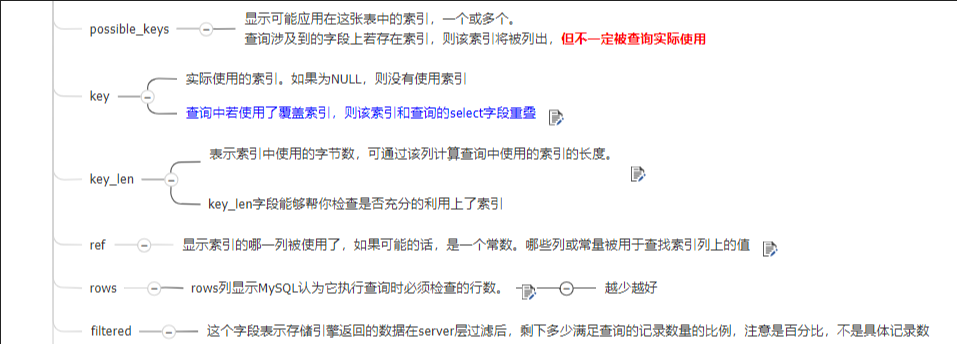 possible_keys
显示可能应用在这张表中的索引，一个或多个。
查询涉及到的字段上若存在索引，则该索引将被列出，但不一定被查询实际使用
key
实际使用的索引。如果为NULL，则没有使用索引
查询中若使用了覆盖索引，则该索引和查询的select字段重叠
key_len
表示索引中使用的字节数，可通过该列计算查询中使用的索引的长度。
key_len字段能够帮你检查是否充分的利用上了索引
ref
显示索引的哪一列被使用了，如果可能的话，是一个常数。哪些列或常量被用于查找索引列上的值
rows
rows列显示MySQL认为它执行查询时必须检查的行数。
越少越好
filtered
这个字段表示存储引擎返回的数据在server层过滤后，剩下多少满足查询的记录数量的比例，注意是百分比，不是具体记录数